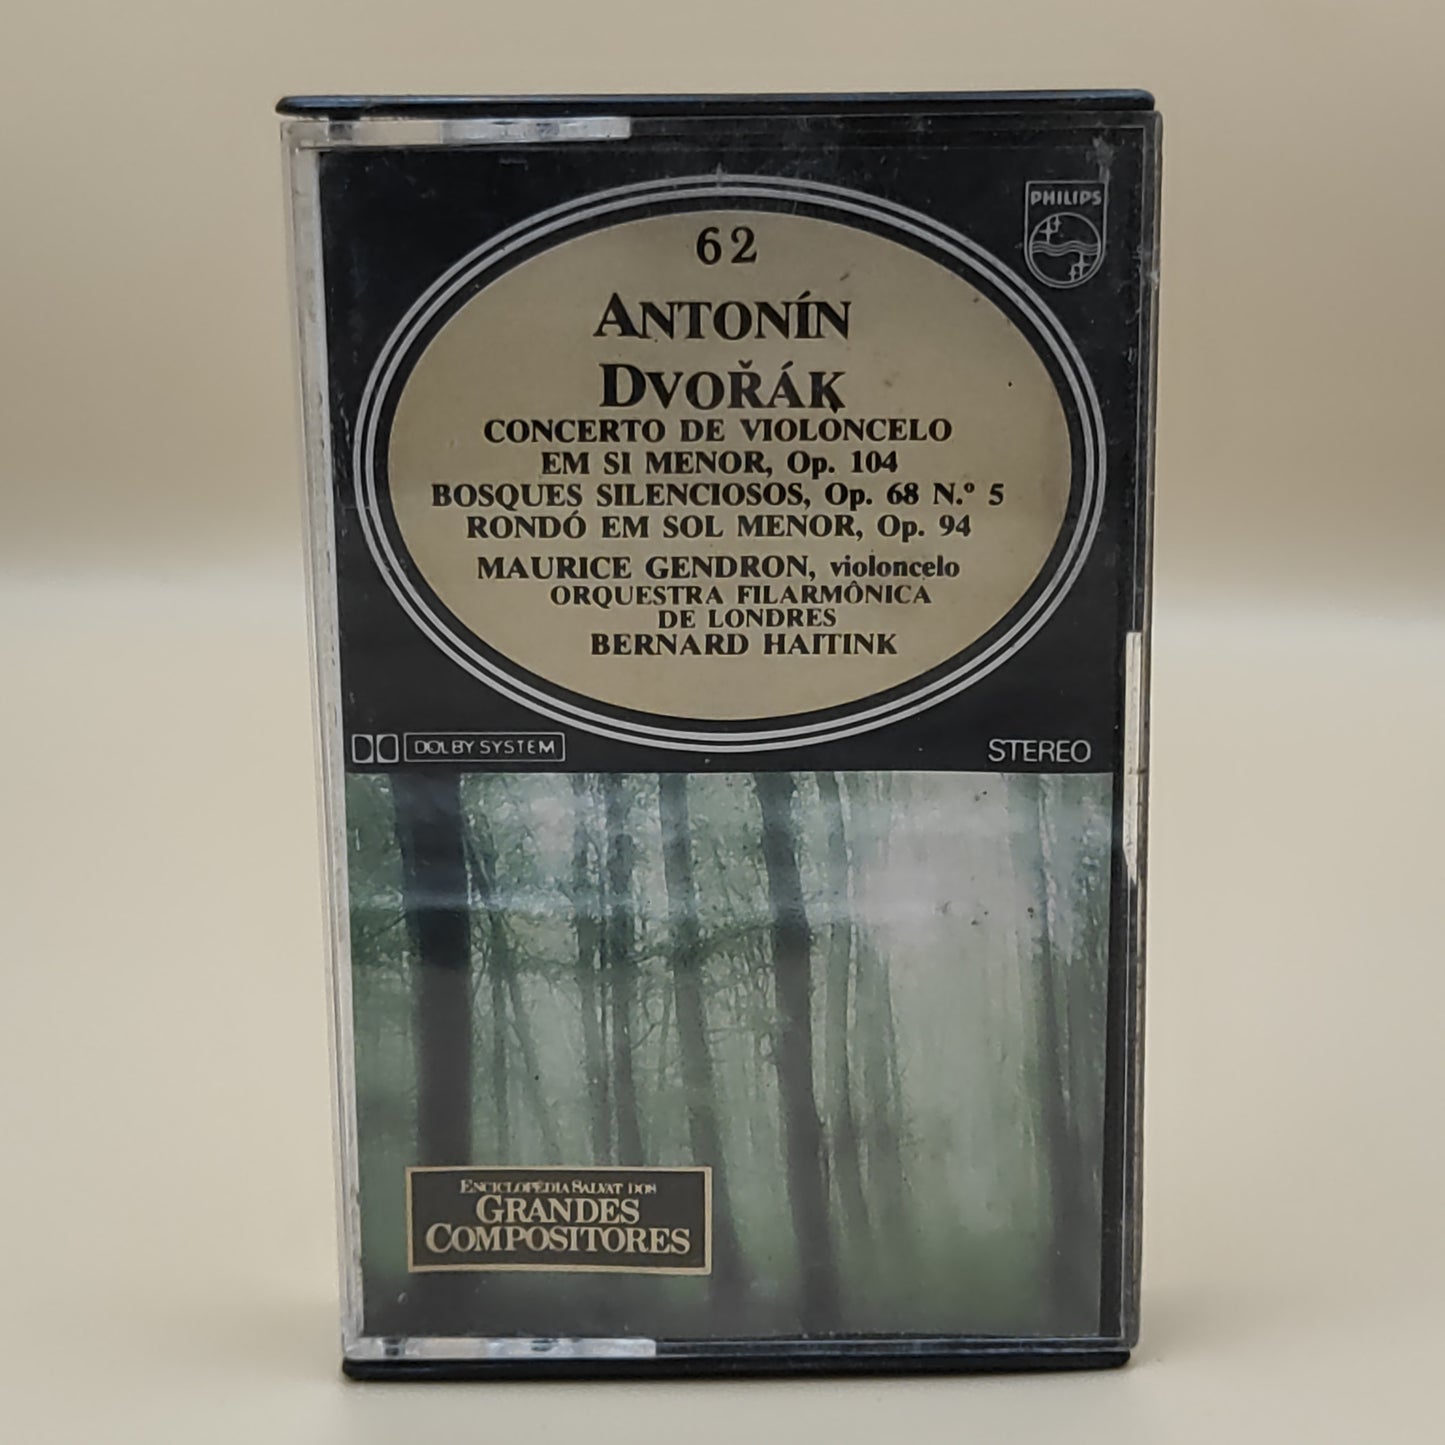 PHILIPS
62
ANTONÍN
DVOŘÁK
CONCERTO DE VIOLONCELO
EM SI MENOR, Op. 104
BOSQUES SILENCIOSOS, Op. 68 N.º 5
RONDÓ EM SOL MENOR, Op. 94
MAURICE GENDRON, violoncelo
ORQUESTRA FILARMÔNICA
DE LONDRES
BERNARD HAITINK
DOLBY SYSTEM
STEREO
ENCICLOPÉDIA SALVAT DOS
GRANDES
COMPOSITORES